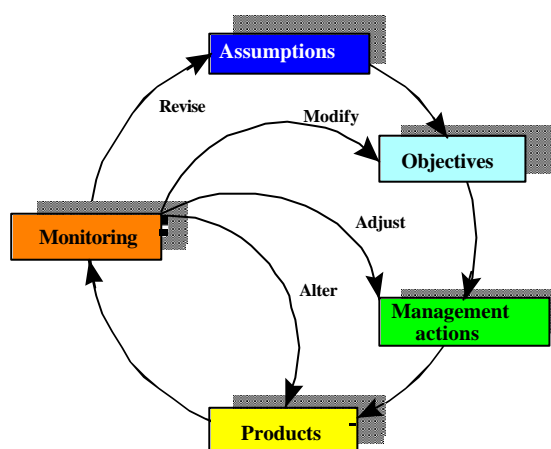 Assumptions
Revise
Modify
Objectives
Monitoring
Adjust
Alter
Management
actions
Products